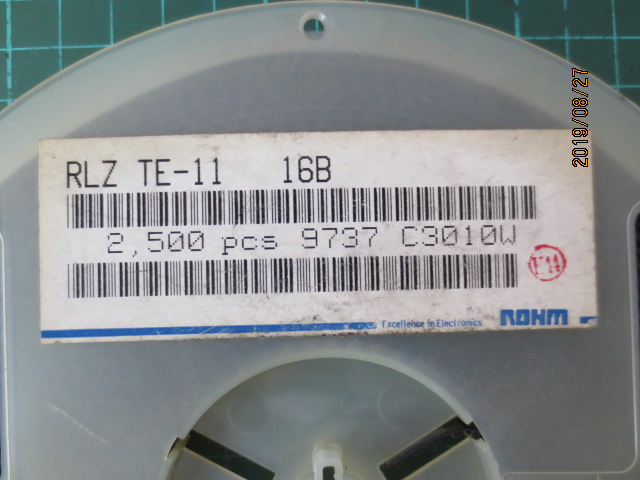 RLZ TE-11 16B
2,500 pcs 9737 C3010W
Excellence in Electronics ROHM
2019/08/27